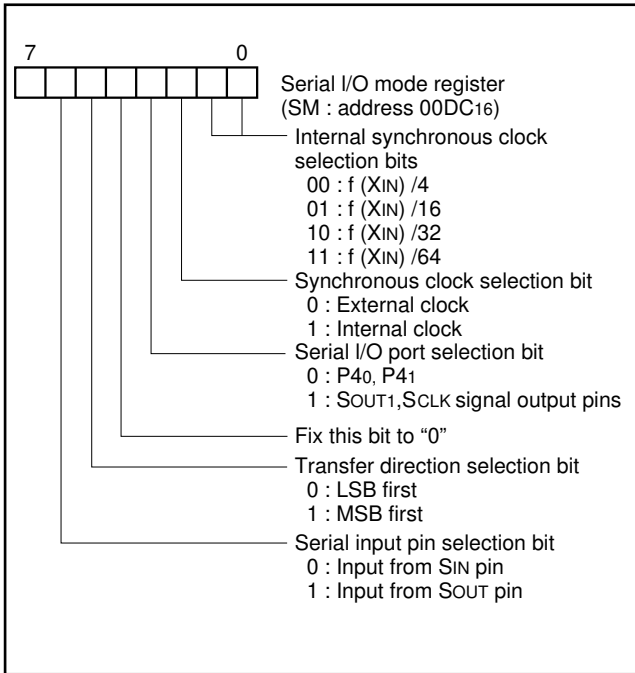 7 0
Serial I/O mode register
(SM : address 00DC16)
Internal synchronous clock
selection bits
00 : f (XIN) /4
01 : f (XIN) /16
10 : f (XIN) /32
11 : f (XIN) /64
Synchronous clock selection bit
0 : External clock
1 : Internal clock
Serial I/O port selection bit
0 : P40, P41
1 : SOUT1,SCLK signal output pins
Fix this bit to “0”
Transfer direction selection bit
0 : LSB first
1 : MSB first
Serial input pin selection bit
0 : Input from SIN pin
1 : Input from SOUT pin